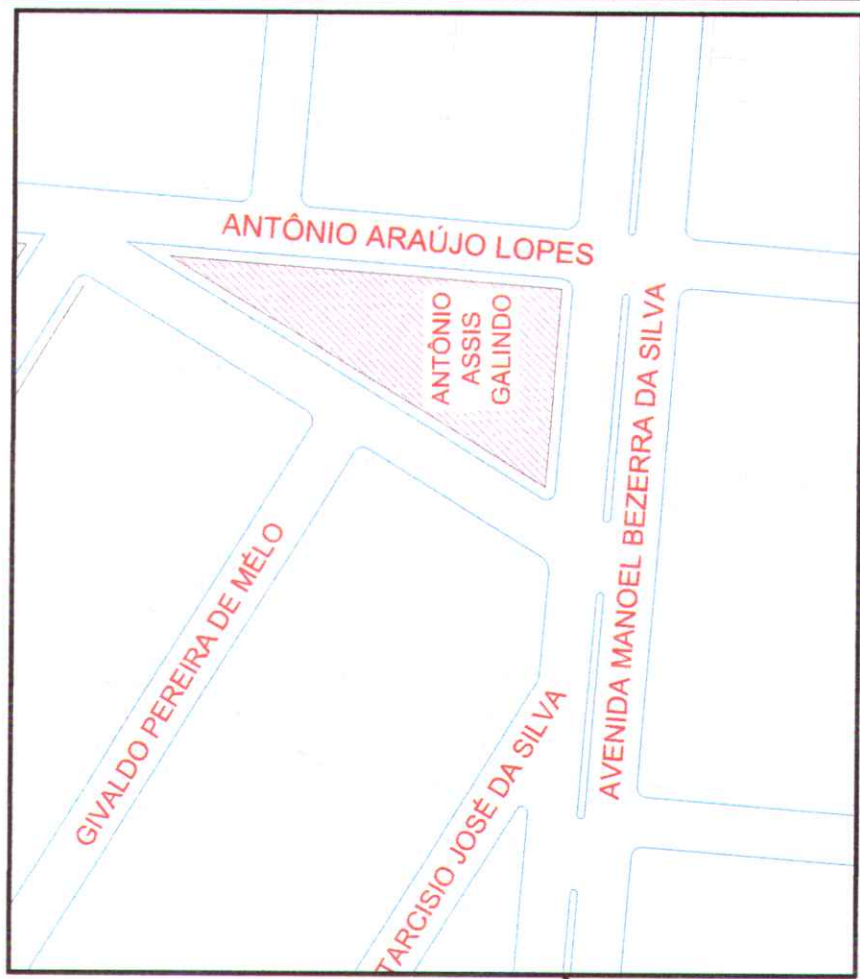 ANTÔNIO ARAÚJO LOPES
ANTÔNIO
ASSIS
GALINDO
AVENIDA MANOEL BEZERRA DA SILVA
GIVALDO PEREIRA DE MÉLO
TARCISIO JOSÉ DA SILVA